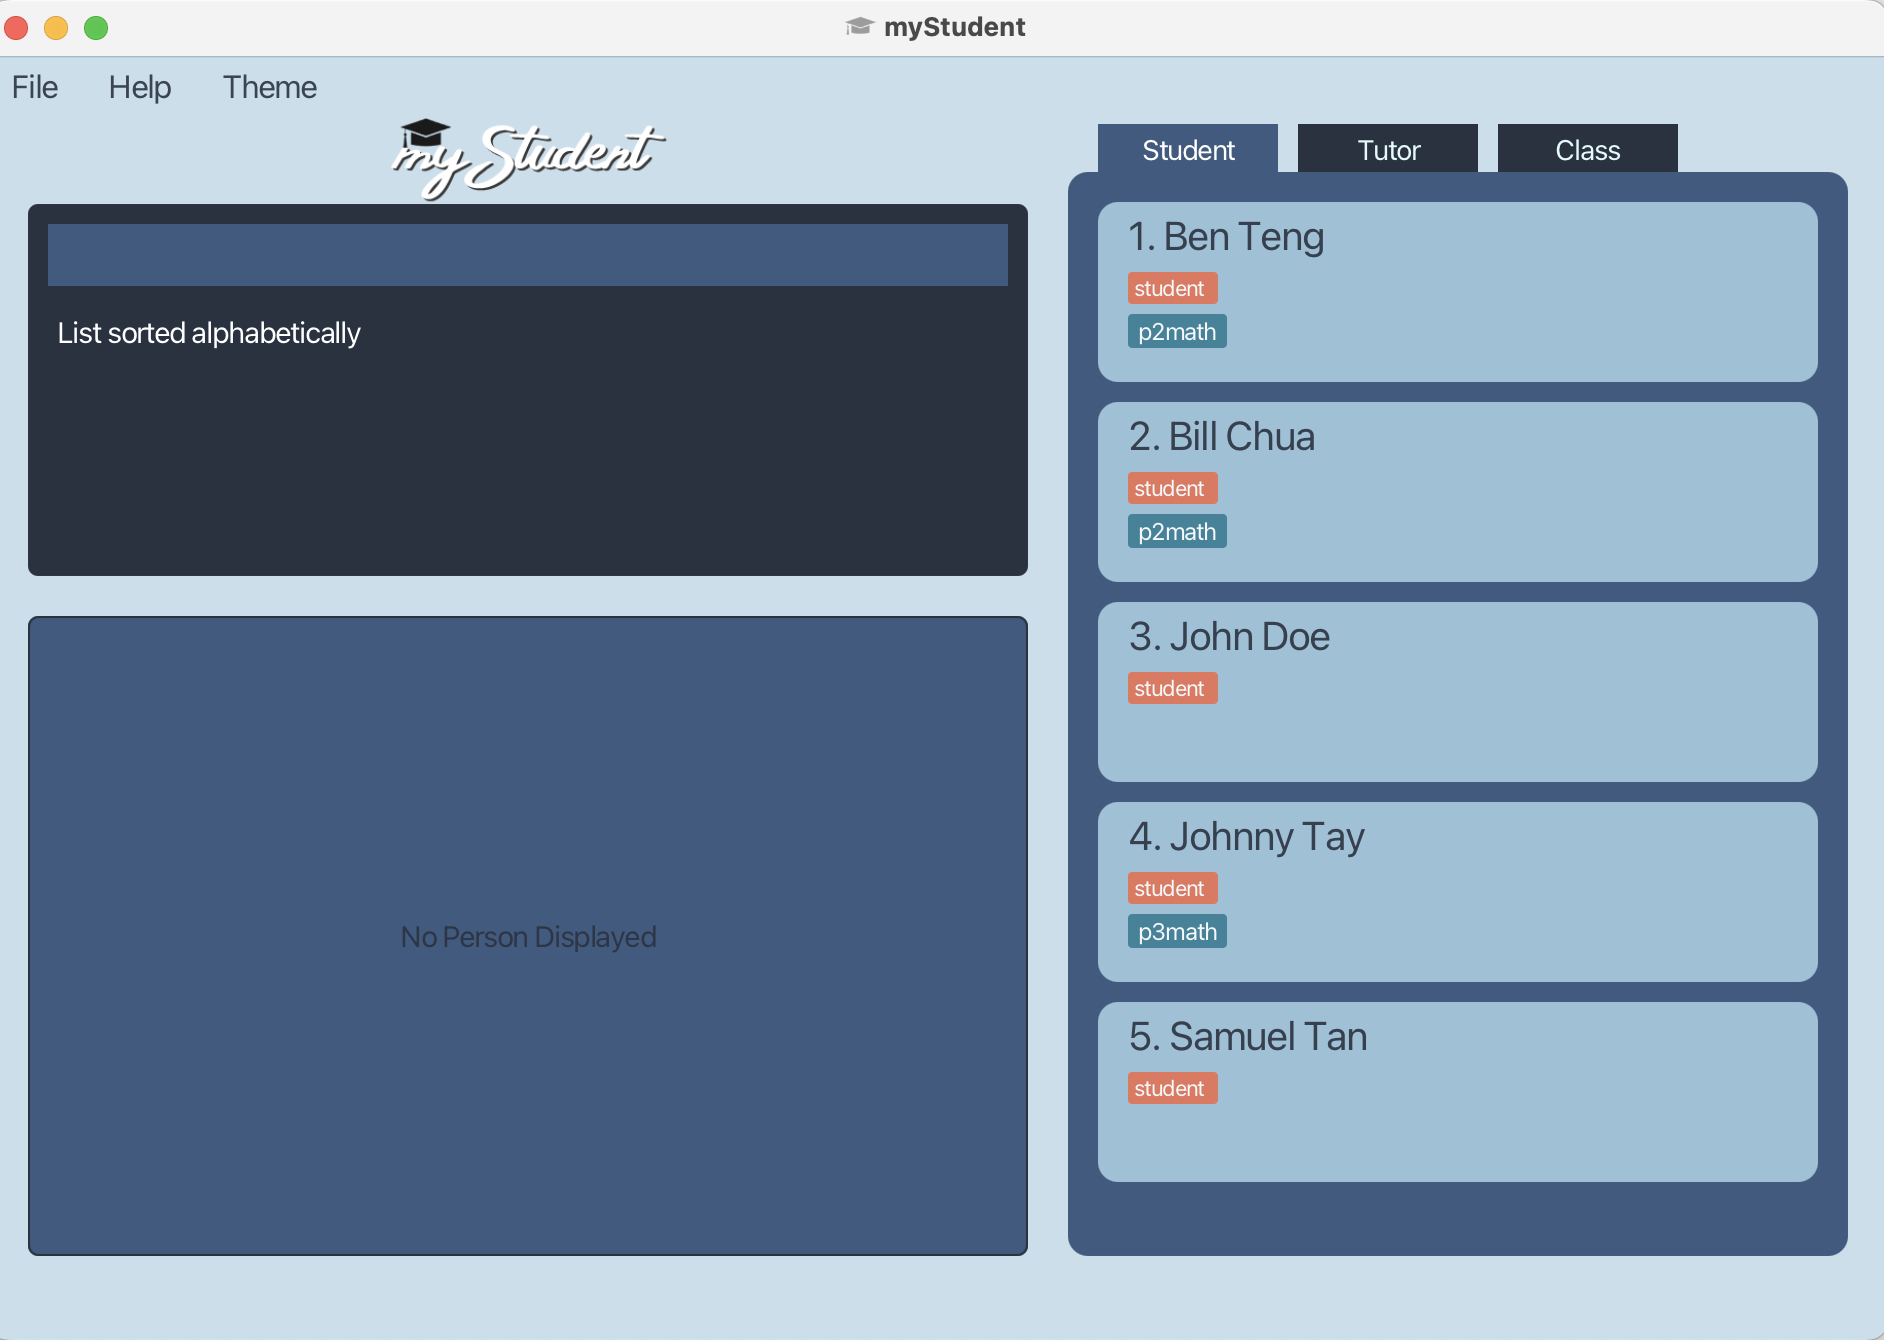 myStudent
File Help Theme
myStudent
Student Tutor Class
List sorted alphabetically
No Person Displayed
1. Ben Teng
student
p2math
2. Bill Chua
student
p2math
3. John Doe
student
4. Johnny Tay
student
p3math
5. Samuel Tan
student